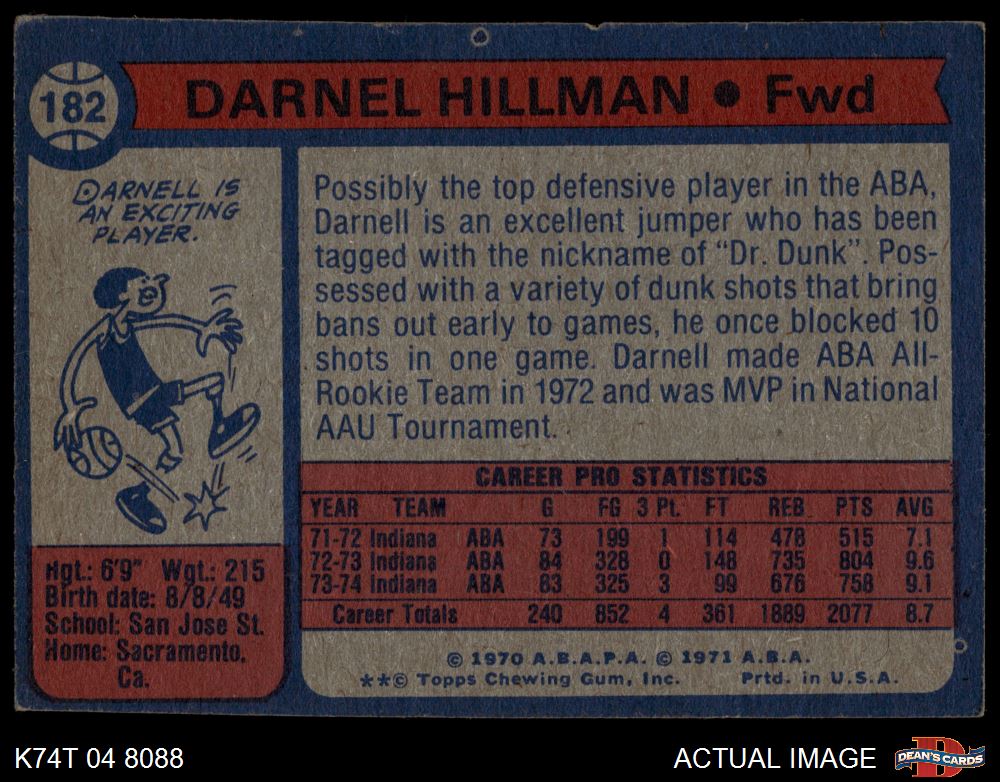 182
DARNEL HILLMAN ● Fwd
DARNELL IS
AN EXCITING
PLAYER.
Possibly the top defensive player in the ABA,
Darnell is an excellent jumper who has been
tagged with the nickname of “Dr. Dunk”. Pos-
sessed with a variety of dunk shots that bring
bans out early to games, he once blocked 10
shots in one game. Darnell made ABA All-
Rookie Team in 1972 and was MVP in National
AAU Tournament.
CAREER PRO STATISTICS
YEAR TEAM G FG 3 Pt. FT REB PTS AVG
71-72 Indiana ABA 73 199 1 114 478 515 7.1
72-73 Indiana ABA 84 328 0 148 735 804 9.6
73-74 Indiana ABA 83 325 3 99 676 758 9.1
Career Totals 240 852 4 361 1889 2077 8.7
Hgt.: 6'9" Wgt.: 215
Birth date: 8/8/49
School: San Jose St.
Home: Sacramento,
Ca.
© 1970 A.B.A.P.A. © 1971 A.B.A.
**© Topps Chewing Gum, Inc. Prtd. in U.S.A.
K74T 04 8088
ACTUAL IMAGE
D
DEAN'S CARDS